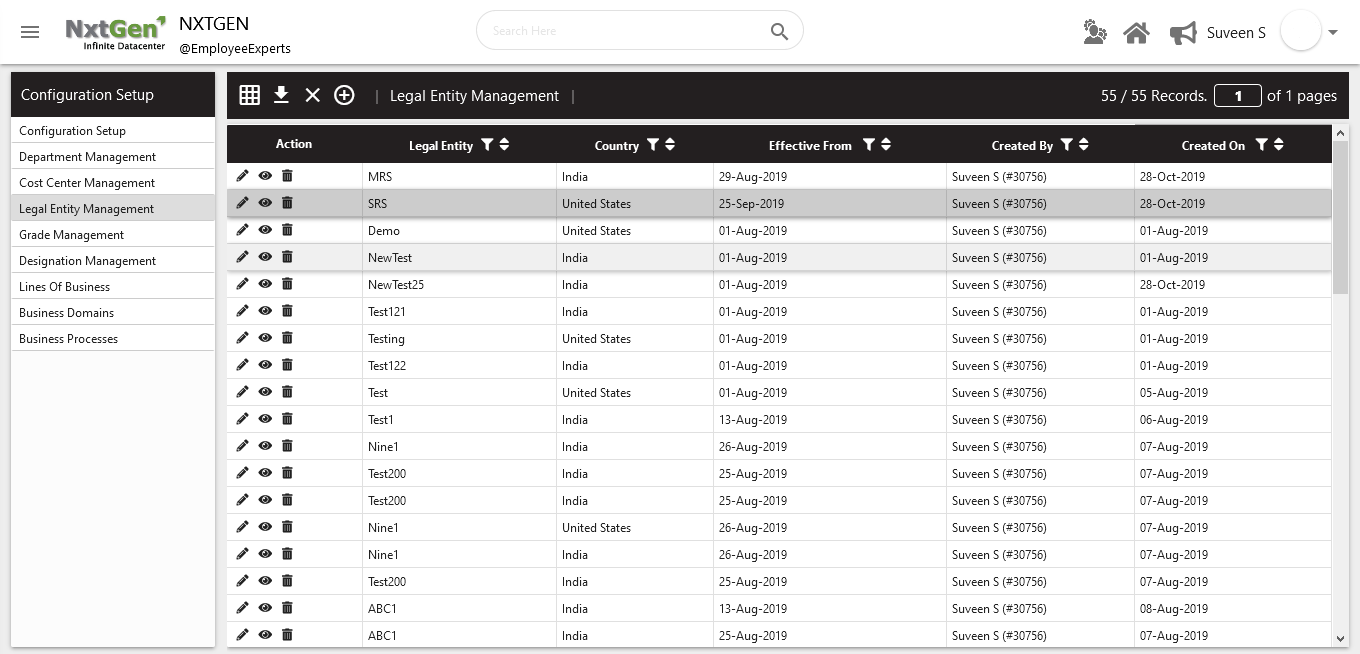 NxtGen
Infinite Datacenter
NXTGEN
@EmployeeExperts
Search Here
Suveen S
Configuration Setup
Configuration Setup
Department Management
Cost Center Management
Legal Entity Management
Grade Management
Designation Management
Lines Of Business
Business Domains
Business Processes
| Legal Entity Management |
55 / 55 Records. 1 of 1 pages
Action Legal Entity Country Effective From Created By Created On
MRS India 29-Aug-2019 Suveen S (#30756) 28-Oct-2019
SRS United States 25-Sep-2019 Suveen S (#30756) 28-Oct-2019
Demo United States 01-Aug-2019 Suveen S (#30756) 01-Aug-2019
NewTest India 01-Aug-2019 Suveen S (#30756) 01-Aug-2019
NewTest25 India 01-Aug-2019 Suveen S (#30756) 28-Oct-2019
Test121 India 01-Aug-2019 Suveen S (#30756) 01-Aug-2019
Testing United States 01-Aug-2019 Suveen S (#30756) 01-Aug-2019
Test122 India 01-Aug-2019 Suveen S (#30756) 01-Aug-2019
Test United States 01-Aug-2019 Suveen S (#30756) 05-Aug-2019
Test1 India 13-Aug-2019 Suveen S (#30756) 06-Aug-2019
Nine1 India 26-Aug-2019 Suveen S (#30756) 07-Aug-2019
Test200 India 25-Aug-2019 Suveen S (#30756) 07-Aug-2019
Test200 India 25-Aug-2019 Suveen S (#30756) 07-Aug-2019
Nine1 United States 26-Aug-2019 Suveen S (#30756) 07-Aug-2019
Nine1 India 26-Aug-2019 Suveen S (#30756) 07-Aug-2019
Test200 India 25-Aug-2019 Suveen S (#30756) 07-Aug-2019
ABC1 India 13-Aug-2019 Suveen S (#30756) 08-Aug-2019
ABC1 India 25-Aug-2019 Suveen S (#30756) 07-Aug-2019